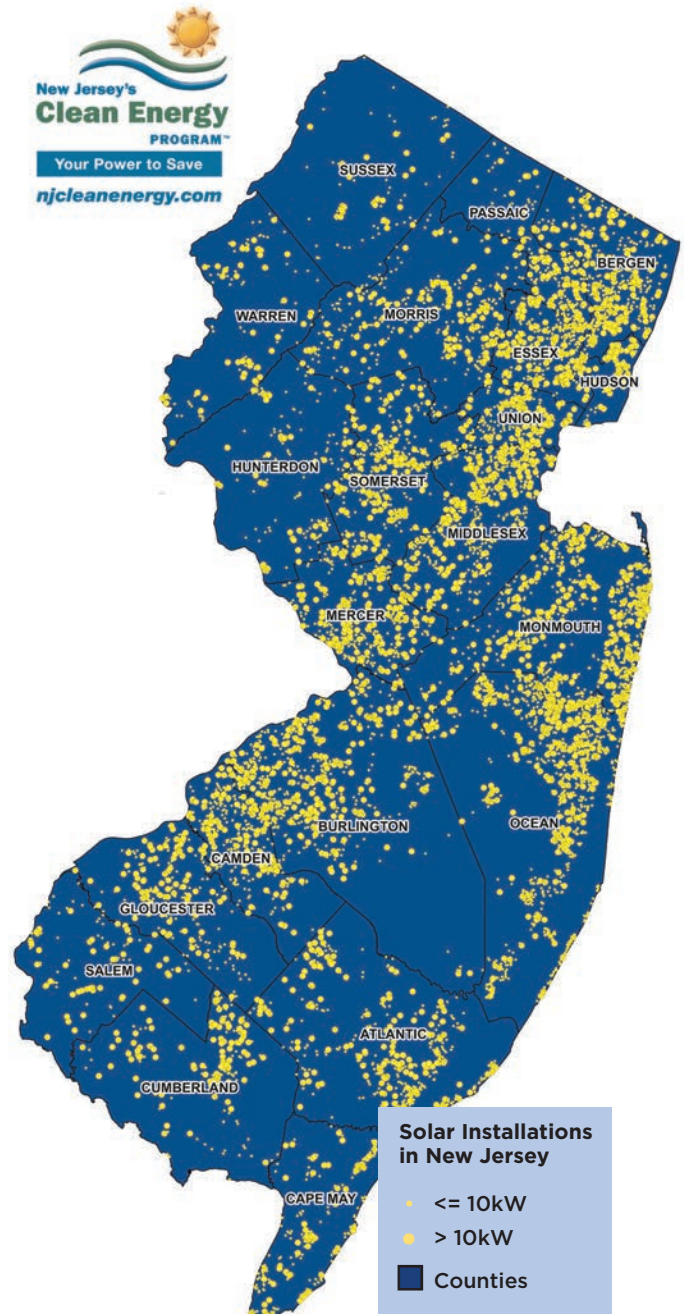 New Jersey's
Clean Energy
PROGRAM™
Your Power to Save
njcleanenergy.com
SUSSEX
PASSAIC
BERGEN
WARREN
MORRIS
ESSEX
HUDSON
UNION
HUNTERDON
SOMERSET
MIDDLESEX
MERCER
MONMOUTH
OCEAN
BURLINGTON
CAMDEN
GLOUCESTER
SALEM
ATLANTIC
CUMBERLAND
CAPE MAY
Solar Installations
in New Jersey
<= 10kW
> 10kW
Counties